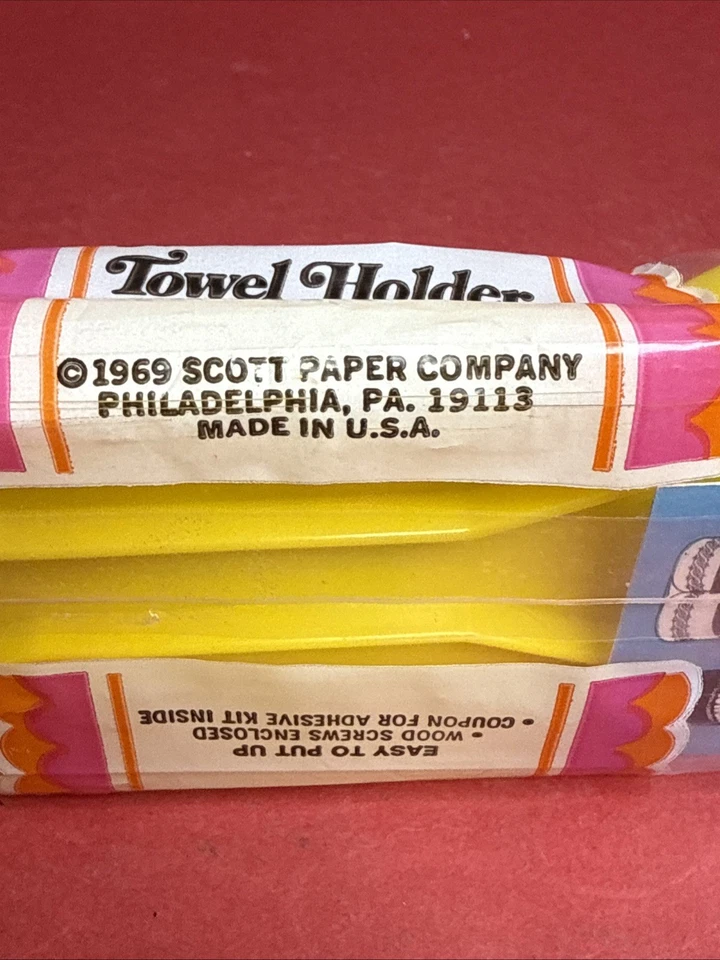 Towel Holder
©1969 SCOTT PAPER COMPANY
PHILADELPHIA, PA. 19113
MADE IN U.S.A.
EASY TO PUT UP
• WOOD SCREWS ENCLOSED
• COUPON FOR ADHESIVE KIT INSIDE